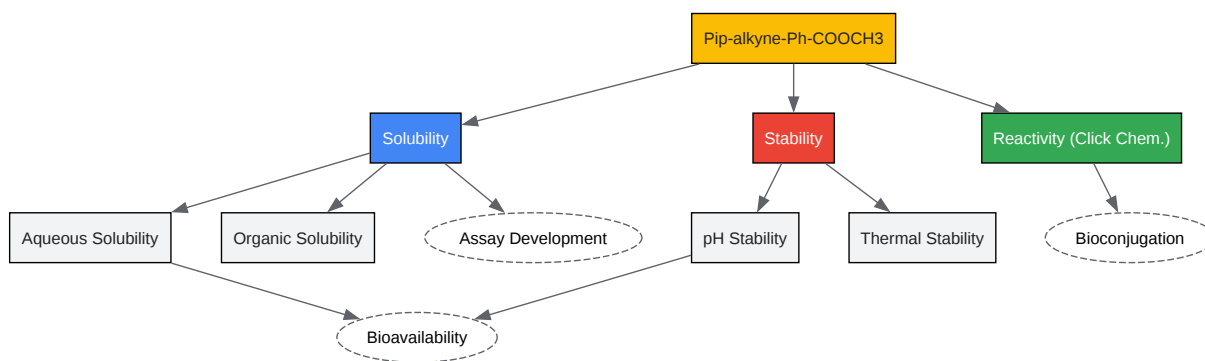 Pip-alkyne-Ph-COOCH3
Solubility
Stability
Reactivity (Click Chem.)
Aqueous Solubility
Organic Solubility
Assay Development
pH Stability
Thermal Stability
Bioconjugation
Bioavailability